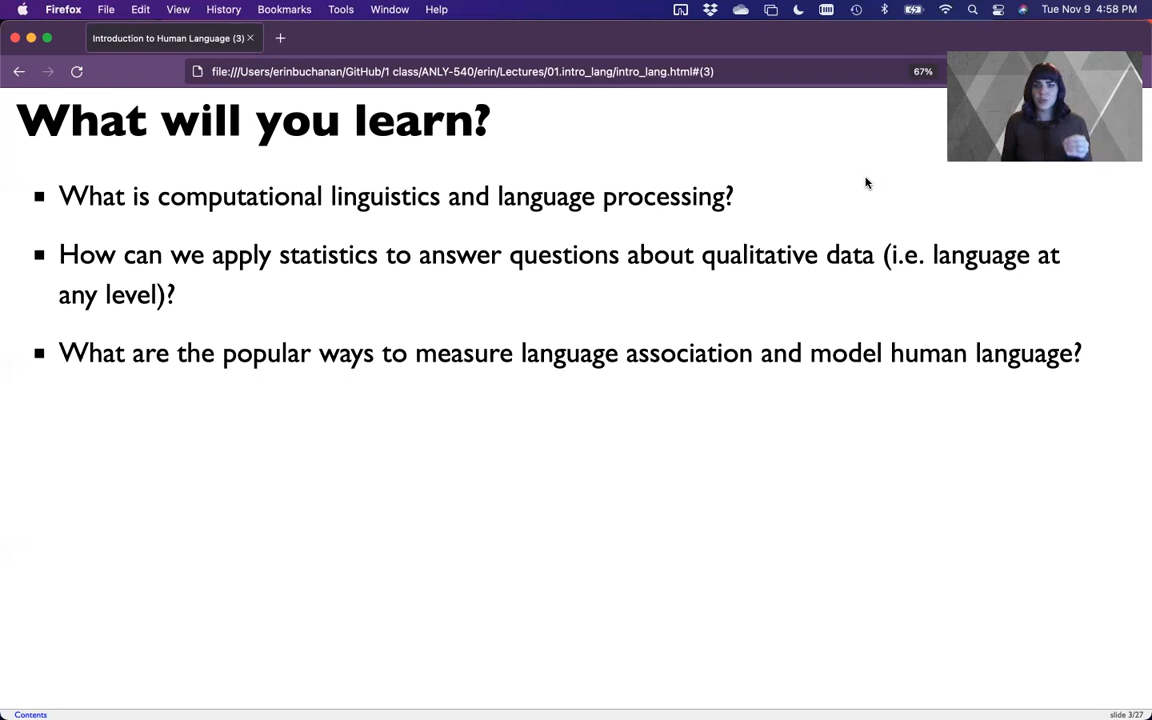 Firefox File Edit View History Bookmarks Tools Window Help Tue Nov 9 4:58 PM
Introduction to Human Language (3)
file:///Users/erinbuchanan/GitHub/1 class/ANLY-540/erin/Lectures/01.intro_lang/intro_lang.html#(3) 67%
What will you learn?
What is computational linguistics and language processing?
How can we apply statistics to answer questions about qualitative data (i.e. language at
any level)?
What are the popular ways to measure language association and model human language?
Contents slide 3/27